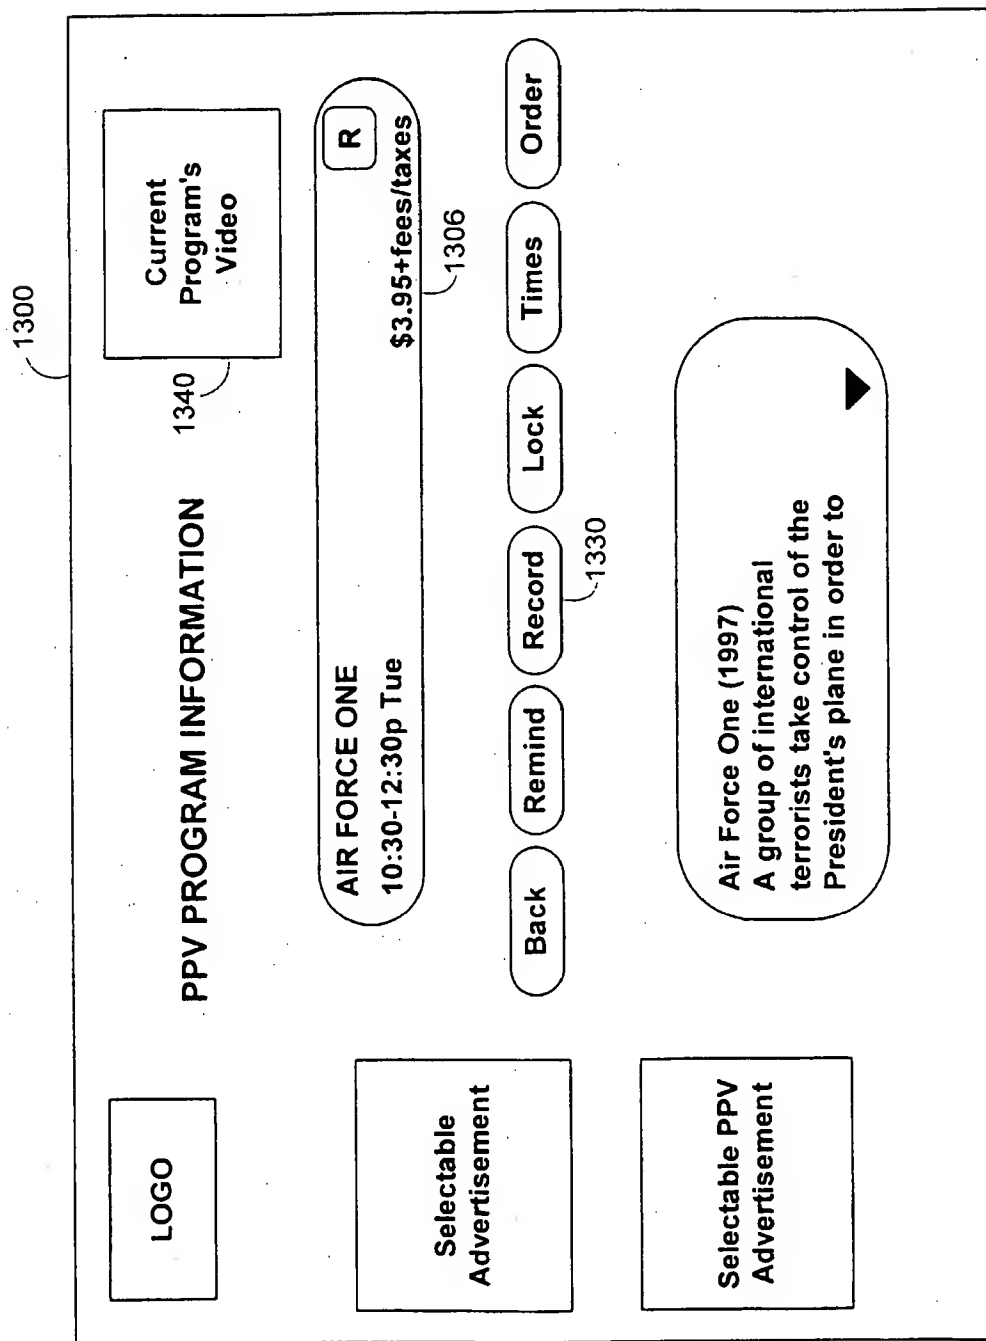 1300
LOGO
PPV PROGRAM INFORMATION
1340
Current
Program's
Video
AIR FORCE ONE
R
10:30-12:30p Tue
$3.95+fees/taxes
1306
Back
Remind
Record
Lock
Times
Order
1330
Selectable
Advertisement
Selectable PPV
Advertisement
Air Force One (1997)
A group of international
terrorists take control of the
President's plane in order to